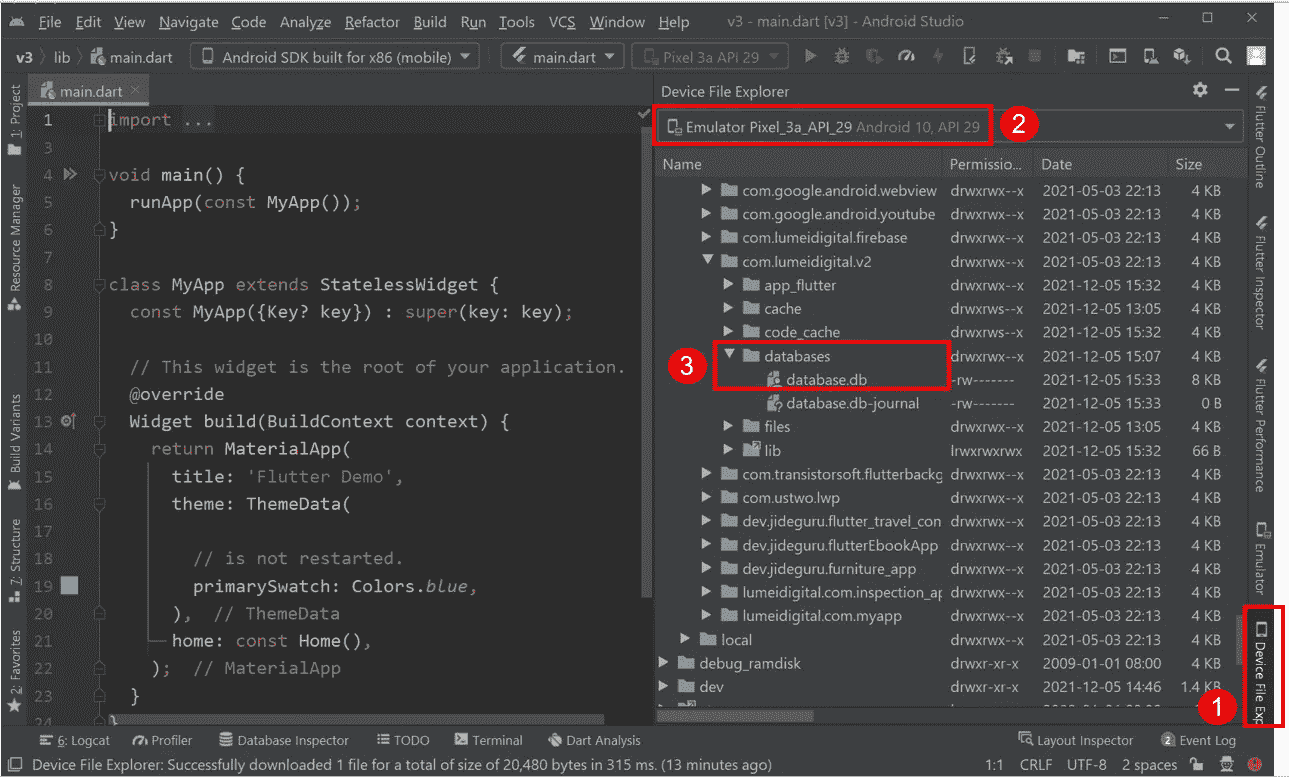 File Edit View Navigate Code Analyze Refactor Build Run Tools VCS Window Help v3 - main.dart [v3] - Android Studio
v3 lib main.dart Android SDK built for x86 (mobile) main.dart Pixel 3a API 29
main.dart
Device File Explorer
Emulator Pixel_3a_API_29 Android 10, API 29
2
Name Permissio... Date Size
com.google.android.webview drwxrwx--x 2021-05-03 22:13 4 KB
com.google.android.youtube drwxrwx--x 2021-05-03 22:13 4 KB
com.lumeidigital.firebase drwxrwx--x 2021-05-03 22:13 4 KB
com.lumeidigital.v2 drwxrwx--x 2021-05-03 22:13 4 KB
app_flutter drwxrwx--x 2021-12-05 15:32 4 KB
cache drwxrws--x 2021-12-05 13:05 4 KB
code_cache drwxrws--x 2021-12-05 15:32 4 KB
3
databases drwxrwx--x 2021-12-05 15:07 4 KB
database.db -rw------- 2021-12-05 15:33 8 KB
database.db-journal -rw------- 2021-12-05 15:33 0 B
files drwxrwx--x 2021-12-05 13:05 4 KB
lib lrwxrwxrwx 2021-12-05 15:32 66 B
com.transistorsoft.flutterbackg drwxrwx--x 2021-05-03 22:13 4 KB
com.ustwo.lwp drwxrwx--x 2021-05-03 22:13 4 KB
dev.jideguru.flutter_travel_con drwxrwx--x 2021-05-03 22:13 4 KB
dev.jideguru.flutterEbookApp drwxrwx--x 2021-05-03 22:13 4 KB
dev.jideguru.furniture_app drwxrwx--x 2021-05-03 22:13 4 KB
lumeidigital.com.inspection_ap drwxrwx--x 2021-05-03 22:13 4 KB
lumeidigital.com.myapp drwxrwx--x 2021-05-03 22:13 4 KB
local drwxrwx--x 2021-05-03 22:13 4 KB
debug_ramdisk drwxr-xr-x 2009-01-01 08:00 4 KB
dev drwxr-xr-x 2021-12-05 14:46 1.4 KB
1
1 import ...
3
4 void main() {
5 runApp(const MyApp());
6 }
7
8 class MyApp extends StatelessWidget {
9 const MyApp({Key? key}) : super(key: key);
10
11 // This widget is the root of your application.
12 @override
13 Widget build(BuildContext context) {
14 return MaterialApp(
15 title: 'Flutter Demo',
16 theme: ThemeData(
17
18 // is not restarted.
19 primarySwatch: Colors.blue,
20 ), // ThemeData
21 home: const Home(),
22 ); // MaterialApp
23 }
24 }
1: Project
Resource Manager
Build Variants
7: Structure
2: Favorites
Flutter Outline
Flutter Inspector
Flutter Performance
Emulator
Device File Exp
6: Logcat Profiler Database Inspector TODO Terminal Dart Analysis Layout Inspector 2 Event Log
Device File Explorer: Successfully downloaded 1 file for a total of size of 20,480 bytes in 315 ms. (13 minutes ago) 1:1 CRLF UTF-8 2 spaces